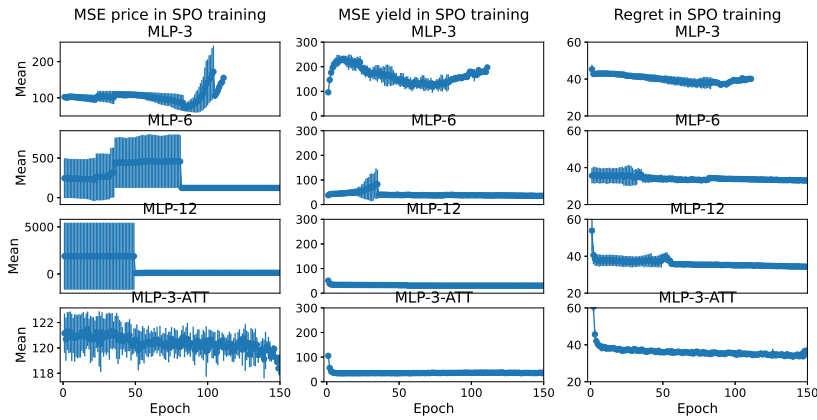 MSE price in SPO training MSE yield in SPO training Regret in SPO training
MLP-3 MLP-3 MLP-3
Mean 200 100 300 200 100 0 60 40 20
MLP-6 MLP-6 MLP-6
Mean 500 0 300 200 100 0 60 40 20
MLP-12 MLP-12 MLP-12
Mean 5000 0 300 200 100 0 60 40 20
MLP-3-ATT MLP-3-ATT MLP-3-ATT
Mean 122 120 118 300 200 100 0 60 40 20
0 50 100 150 0 50 100 150 0 50 100 150
Epoch Epoch Epoch